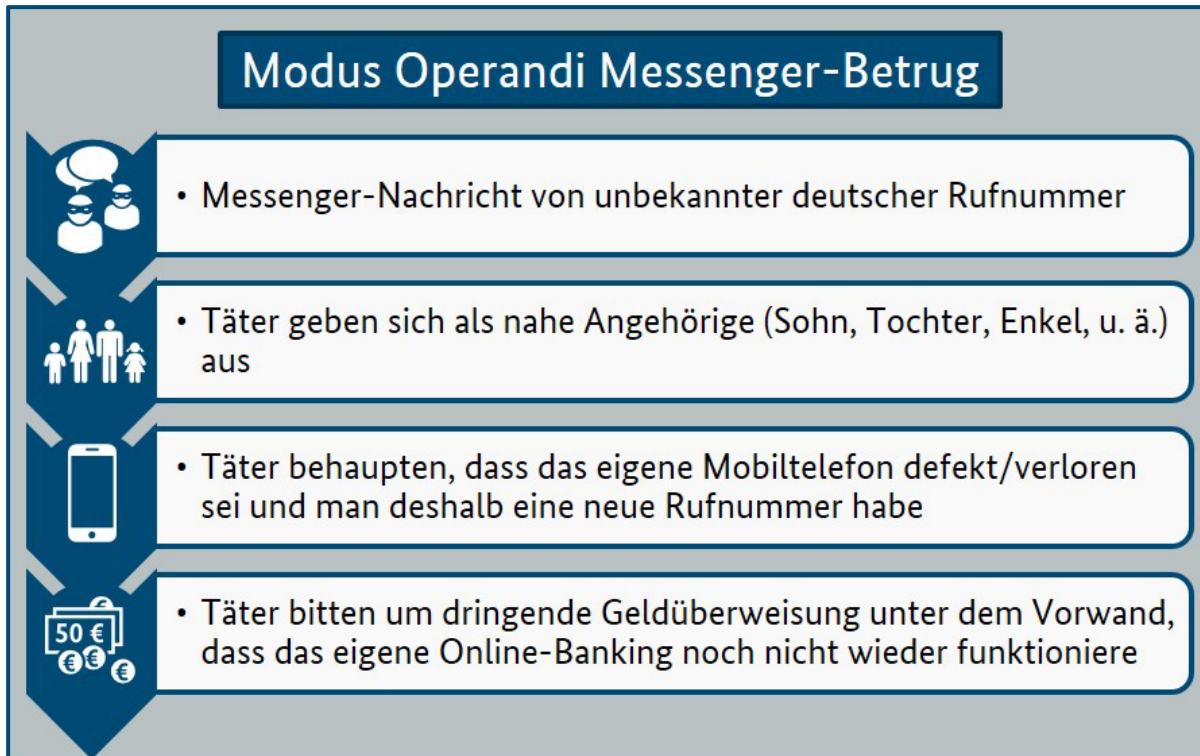 Modus Operandi Messenger-Betrug
• Messenger-Nachricht von unbekannter deutscher Rufnummer
• Täter geben sich als nahe Angehörige (Sohn, Tochter, Enkel, u. ä.)
aus
• Täter behaupten, dass das eigene Mobiltelefon defekt/verloren
sei und man deshalb eine neue Rufnummer habe
50 €
€
€ € €
• Täter bitten um dringende Geldüberweisung unter dem Vorwand,
dass das eigene Online-Banking noch nicht wieder funktioniere